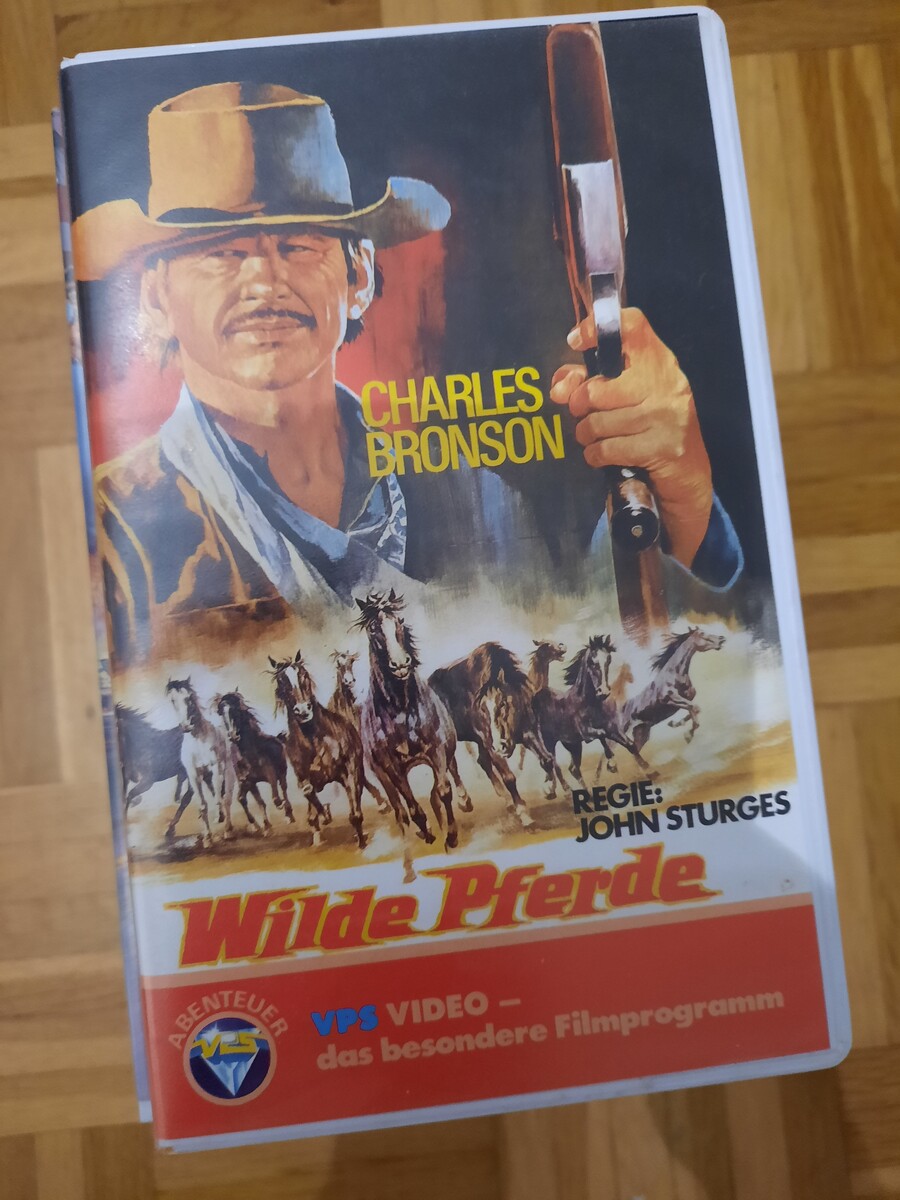 CHARLES
BRONSON
REGIE:
JOHN STURGES
Wilde Pferde
ABENTEUER
VPS
VPS VIDEO –
das besondere Filmprogramm